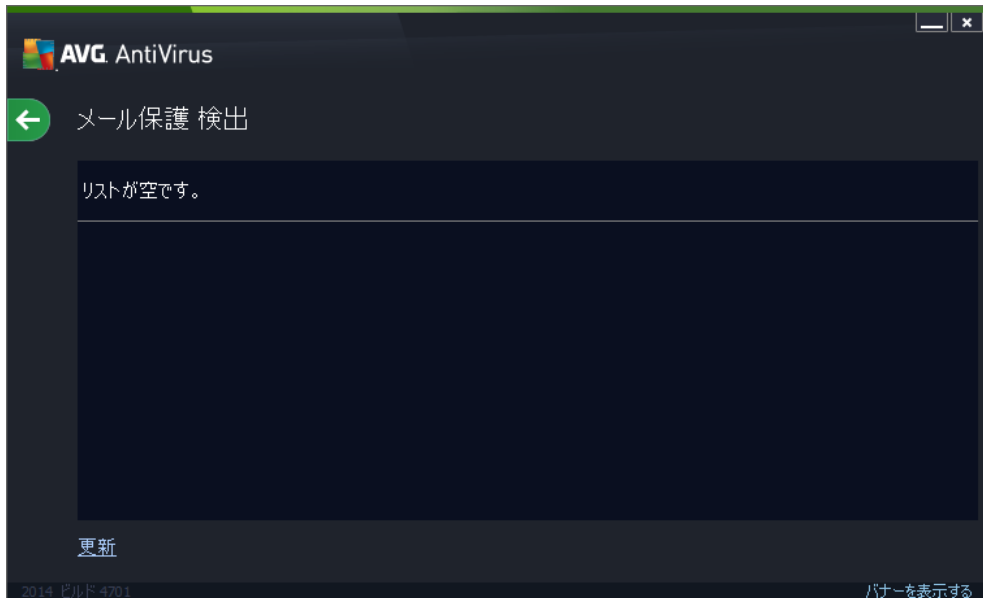 AVG AntiVirus
メール保護 検出
リストが空です。
更新
2014 ビルド 4701
バナーを表示する